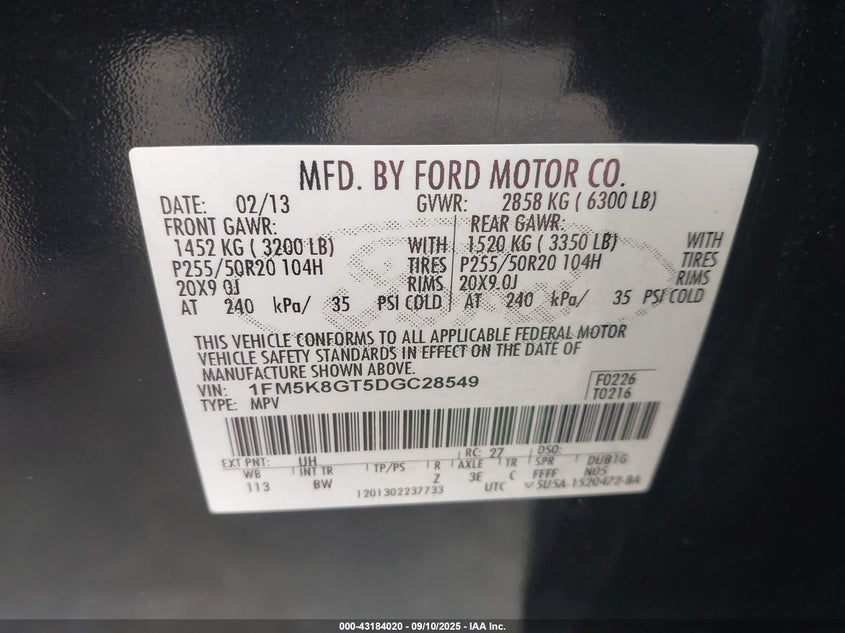 MFD. BY FORD MOTOR CO.
DATE: 02/13 GVWR: 2858 KG ( 6300 LB)
FRONT GAWR: REAR GAWR:
1452 KG ( 3200 LB) WITH 1520 KG ( 3350 LB) WITH
P255/50R20 104H TIRES P255/50R20 104H TIRES
20X9.0J RIMS 20X9.0J RIMS
AT 240 kPa/ 35 PSI COLD AT 240 kPa/ 35 PSI COLD
THIS VEHICLE CONFORMS TO ALL APPLICABLE FEDERAL MOTOR
VEHICLE SAFETY STANDARDS IN EFFECT ON THE DATE OF
MANUFACTURE SHOWN ABOVE.
VIN: 1FM5K8GT5DGC28549 F0226
TYPE: MPV T0216
EXT PNT: UH RC: 27 DSO:
WB INT TR TP/PS R AXLE TR SPR DUB1G
113 BW Z 3E C FFFF N05
1201302237733 UTC ▽5U5A-1520472-BA
000-43184020 - 09/10/2025 - IAA Inc.